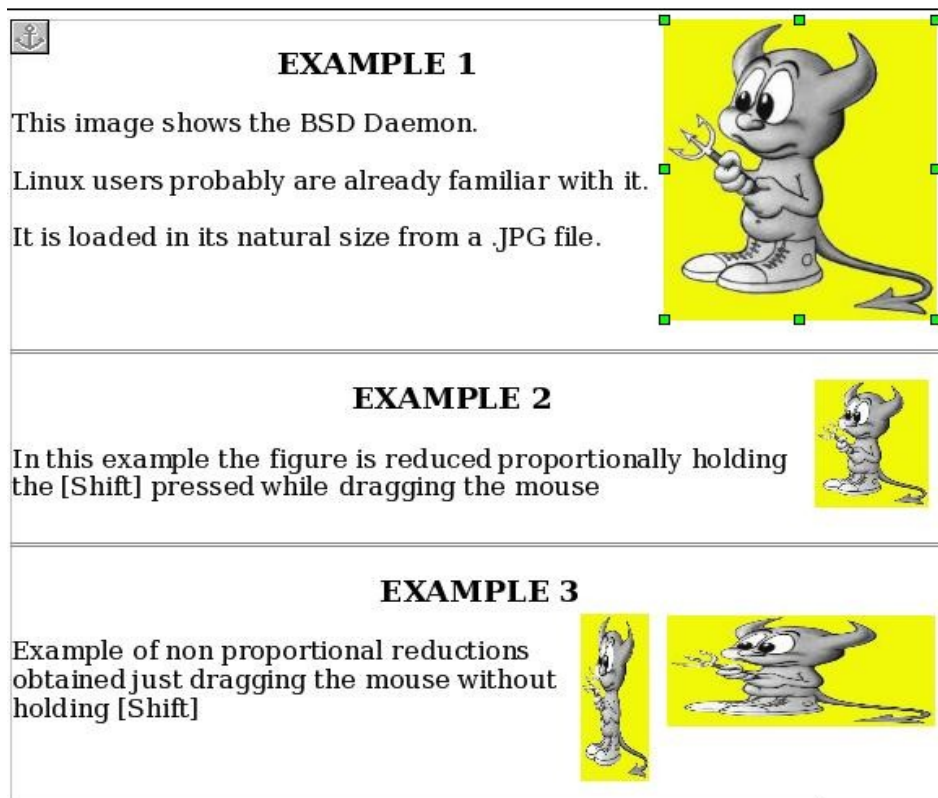 EXAMPLE 1
This image shows the BSD Daemon.
Linux users probably are already familiar with it.
It is loaded in its natural size from a .JPG file.
EXAMPLE 2
In this example the figure is reduced proportionally holding
the [Shift] pressed while dragging the mouse
EXAMPLE 3
Example of non proportional reductions
obtained just dragging the mouse without
holding [Shift]